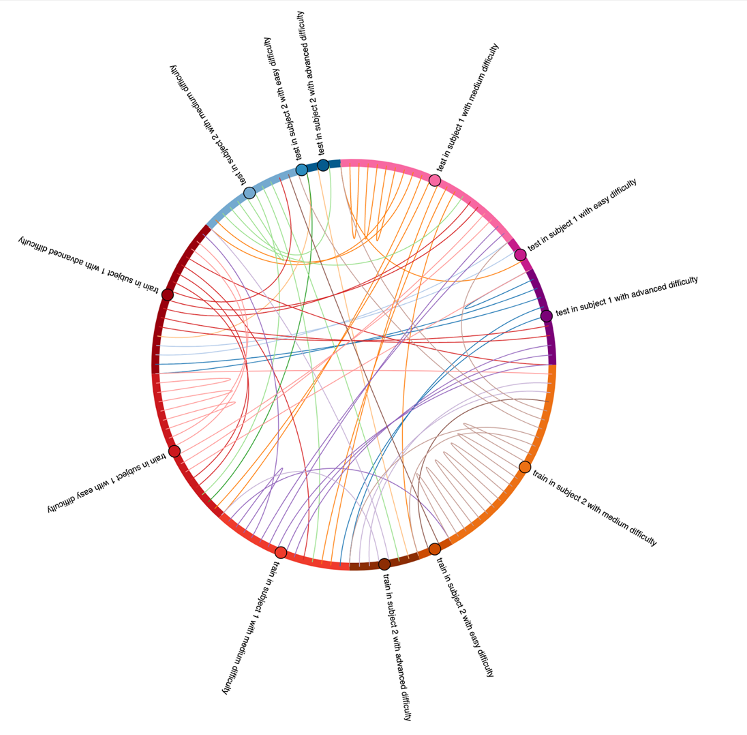 test in subject 2 with advanced difficulty
test in subject 2 with easy difficulty
test in subject 2 with medium difficulty
test in subject 1 with medium difficulty
test in subject 1 with easy difficulty
test in subject 1 with advanced difficulty
train in subject 1 with advanced difficulty
train in subject 1 with easy difficulty
train in subject 2 with medium difficulty
train in subject 1 with medium difficulty
train in subject 2 with advanced difficulty
train in subject 2 with easy difficulty